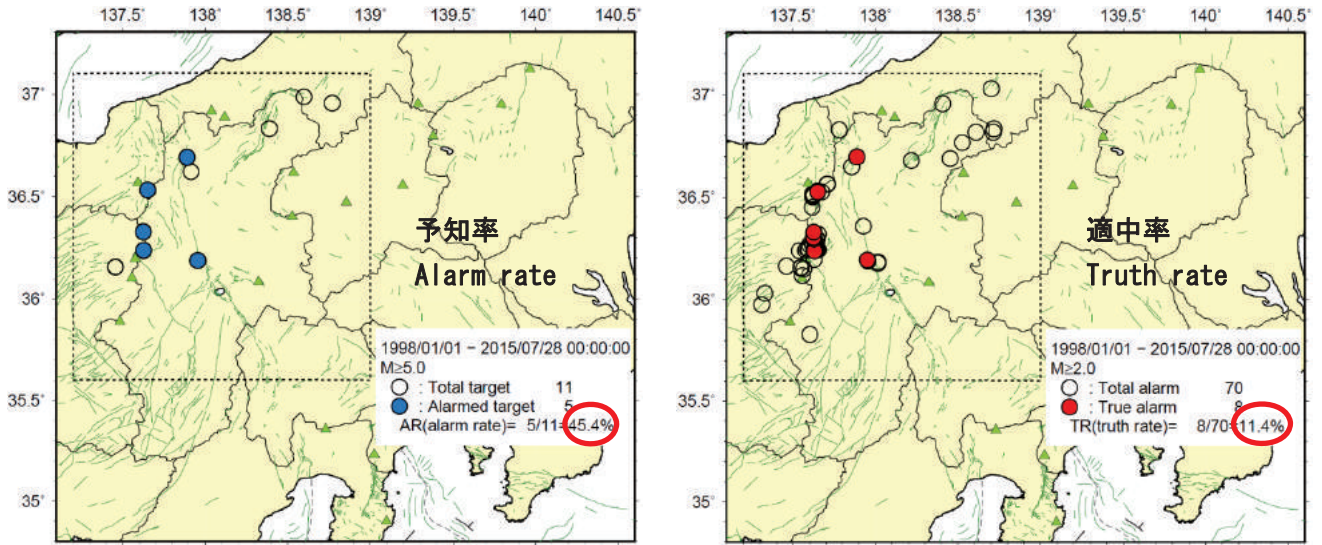 137.5° 138° 138.5° 139° 139.5° 140° 140.5°
37°
36.5°
36°
35.5°
35°
予知率
Alarm rate
1998/01/01 - 2015/07/28 00:00:00
M≥5.0
: Total target 11
: Alarmed target 5
AR(alarm rate)= 5/11=45.4%
137.5° 138° 138.5° 139° 139.5° 140° 140.5°
37°
36.5°
36°
35.5°
35°
適中率
Truth rate
1998/01/01 - 2015/07/28 00:00:00
M≥2.0
: Total alarm 70
: True alarm 8
TR(truth rate)= 8/70=11.4%